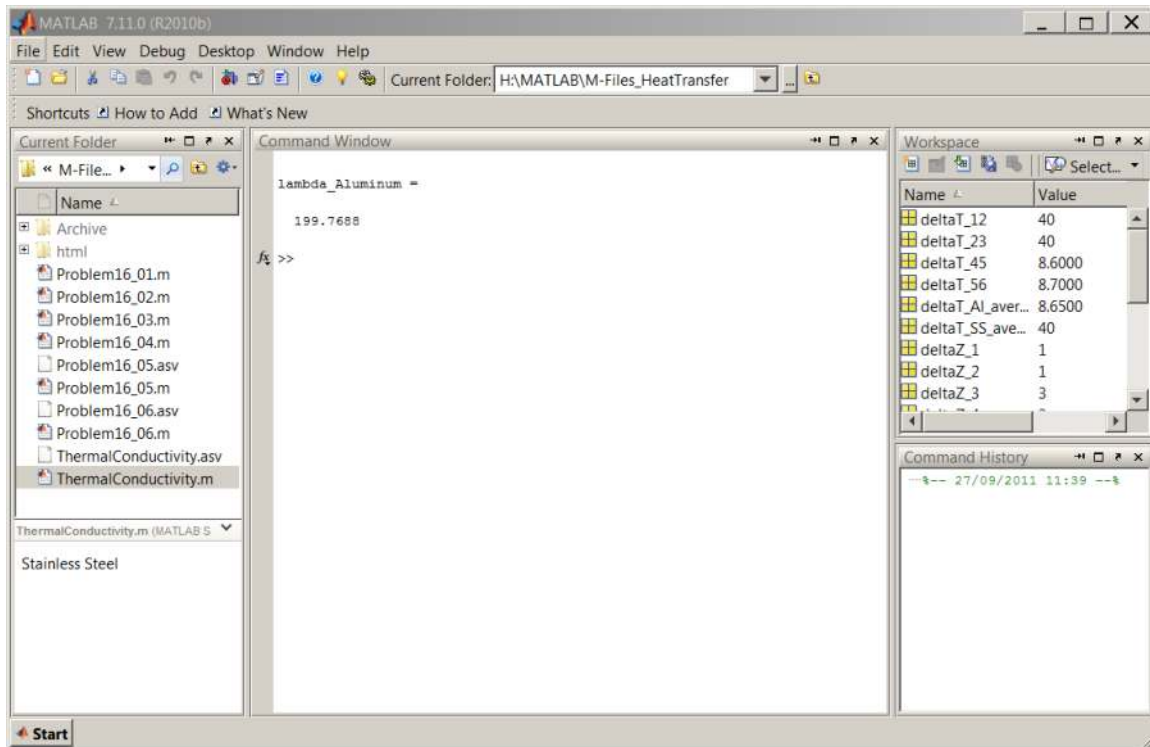 MATLAB 7.11.0 (R2010b)
File Edit View Debug Desktop Window Help
Current Folder: H:\MATLAB\M-Files_HeatTransfer
Shortcuts How to Add What's New
Current Folder
« M-File...
Name
Archive
html
Problem16_01.m
Problem16_02.m
Problem16_03.m
Problem16_04.m
Problem16_05.asv
Problem16_05.m
Problem16_06.asv
Problem16_06.m
ThermalConductivity.asv
ThermalConductivity.m
ThermalConductivity.m (MATLAB S
Stainless Steel
Command Window
lambda_Aluminum =
199.7688
fx >>
Workspace
Select...
Name Value
deltaT_12 40
deltaT_23 40
deltaT_45 8.6000
deltaT_56 8.7000
deltaT_Al_aver... 8.6500
deltaT_SS_ave... 40
deltaZ_1 1
deltaZ_2 1
deltaZ_3 3
Command History
%-- 27/09/2011 11:39 --%
Start